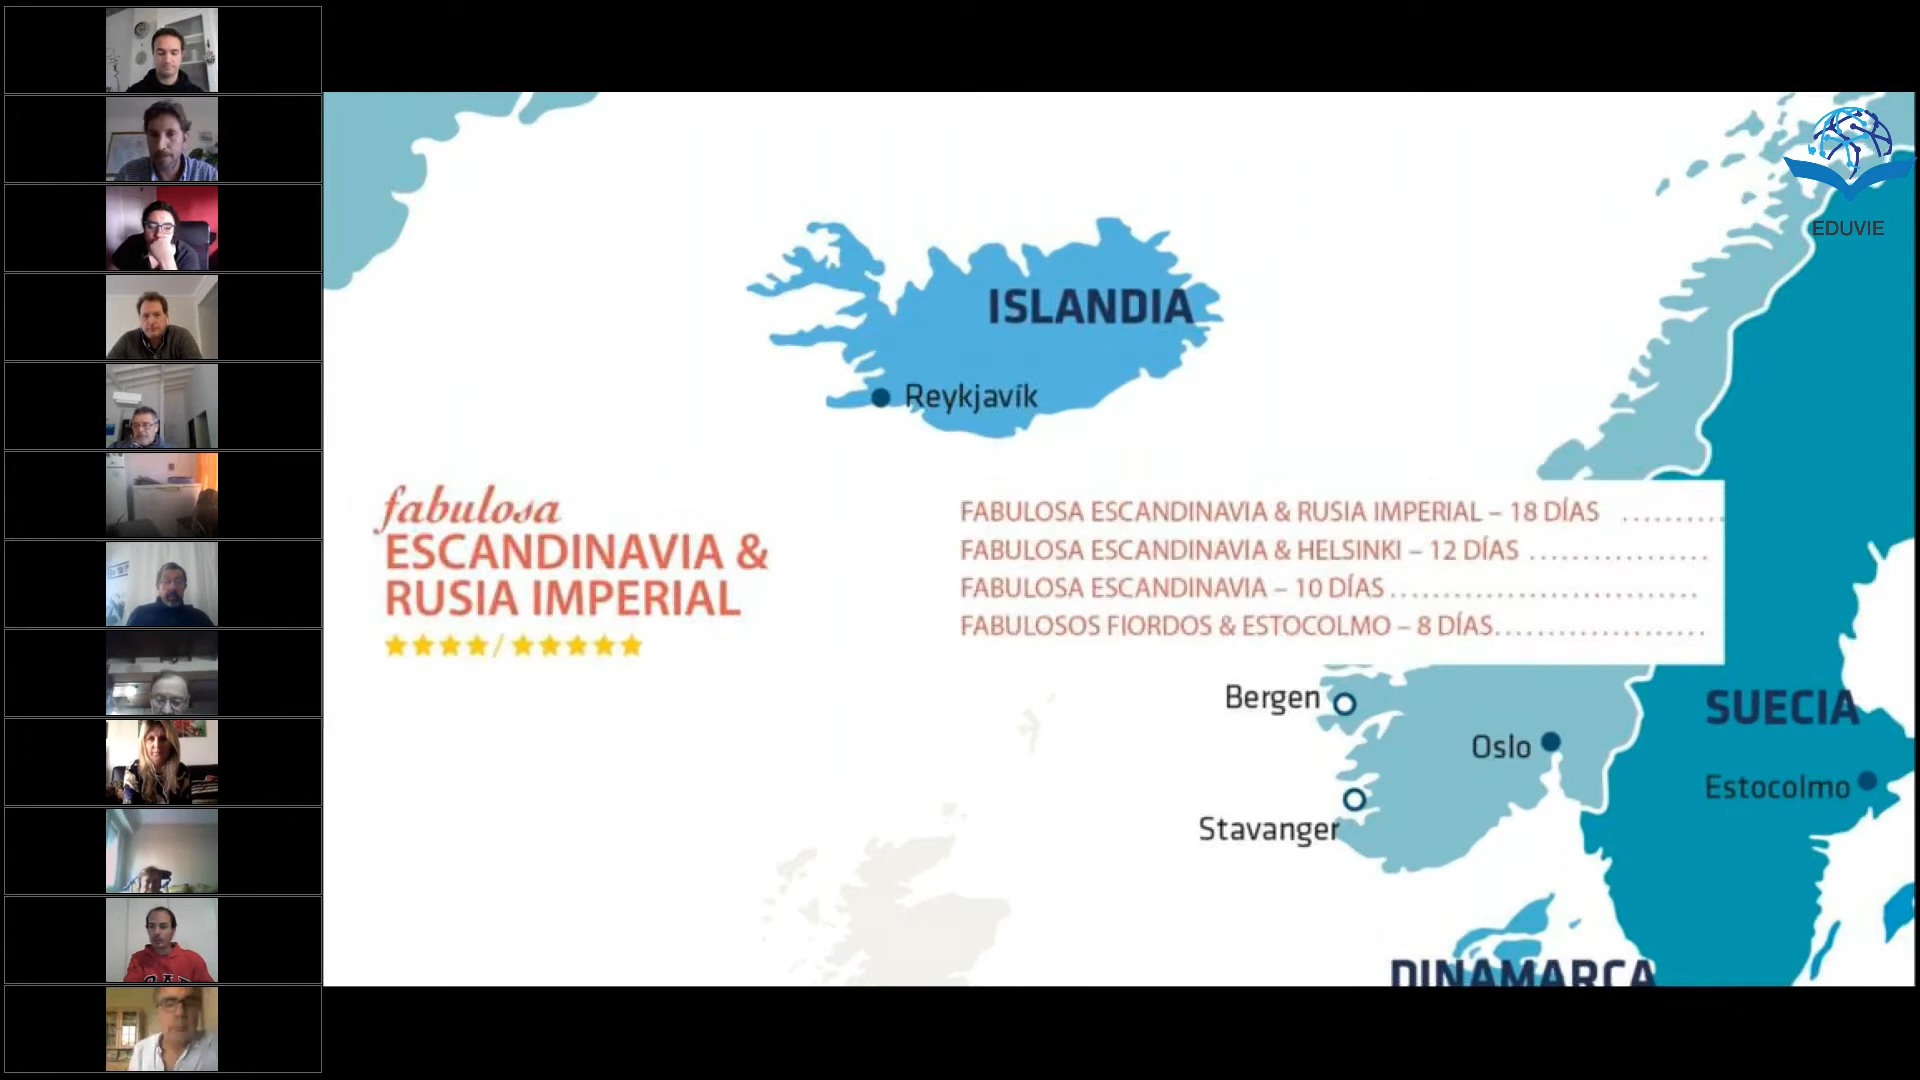 EDUVIE
ISLANDIA
Reykjavík
fabulosa
ESCANDINAVIA &
RUSIA IMPERIAL
FABULOSA ESCANDINAVIA & RUSIA IMPERIAL – 18 DÍAS ..........
FABULOSA ESCANDINAVIA & HELSINKI – 12 DÍAS ..................
FABULOSA ESCANDINAVIA – 10 DÍAS ..............................
FABULOSOS FIORDOS & ESTOCOLMO – 8 DÍAS .....................
Bergen
SUECIA
Oslo
Estocolmo
Stavanger
DINAMARCA